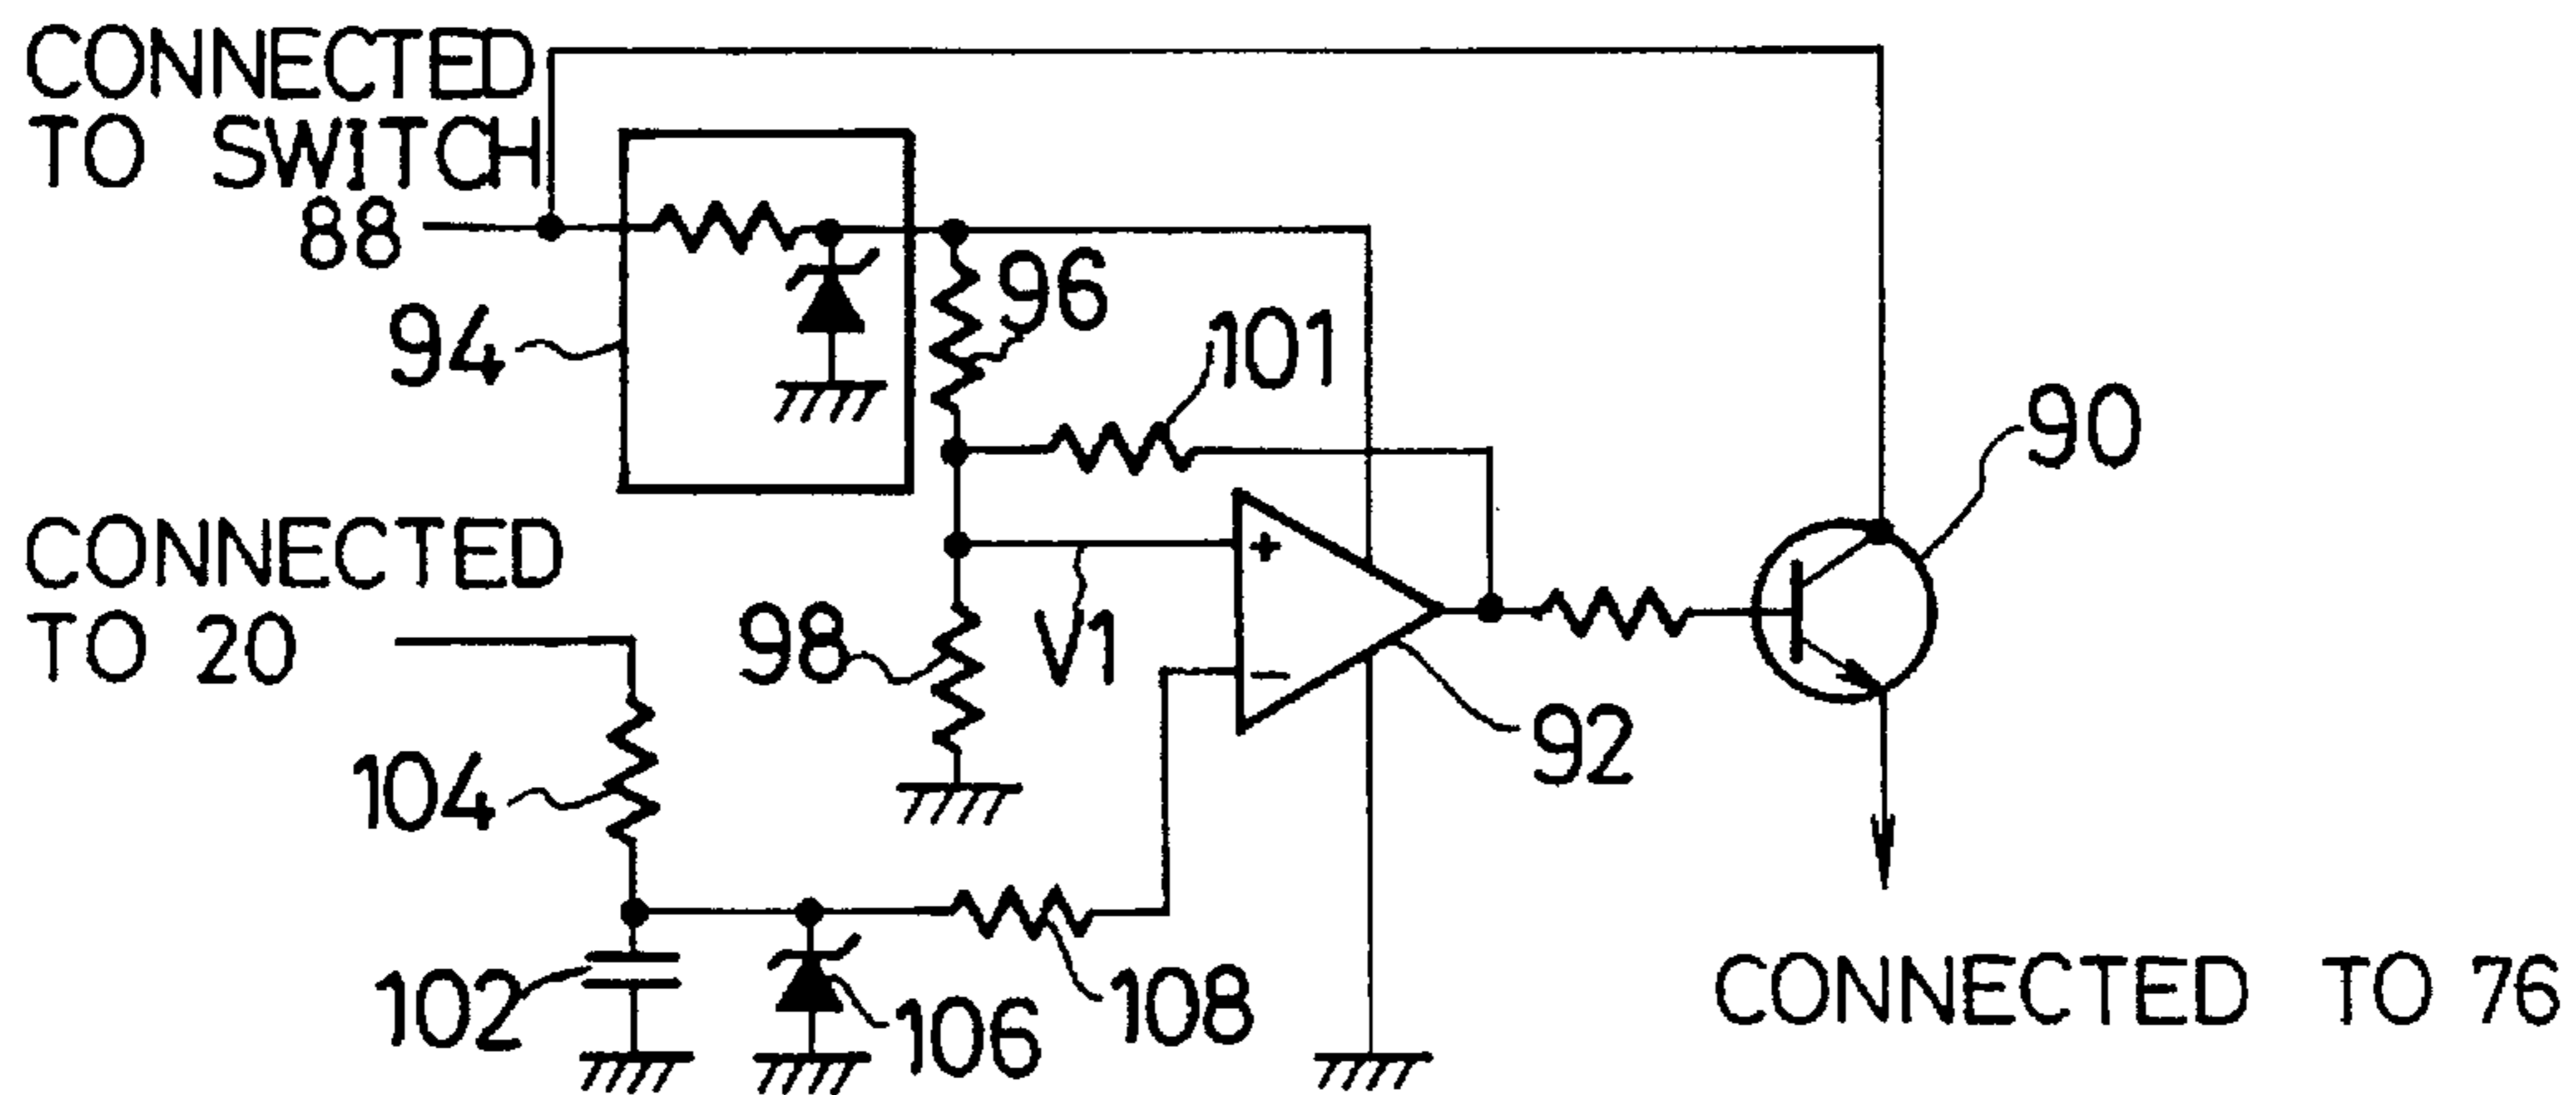 CONNECTED
TO SWITCH
88
94
96
101
90
CONNECTED
TO 20
98
V1
+
−
92
104
102
106
108
CONNECTED TO 76